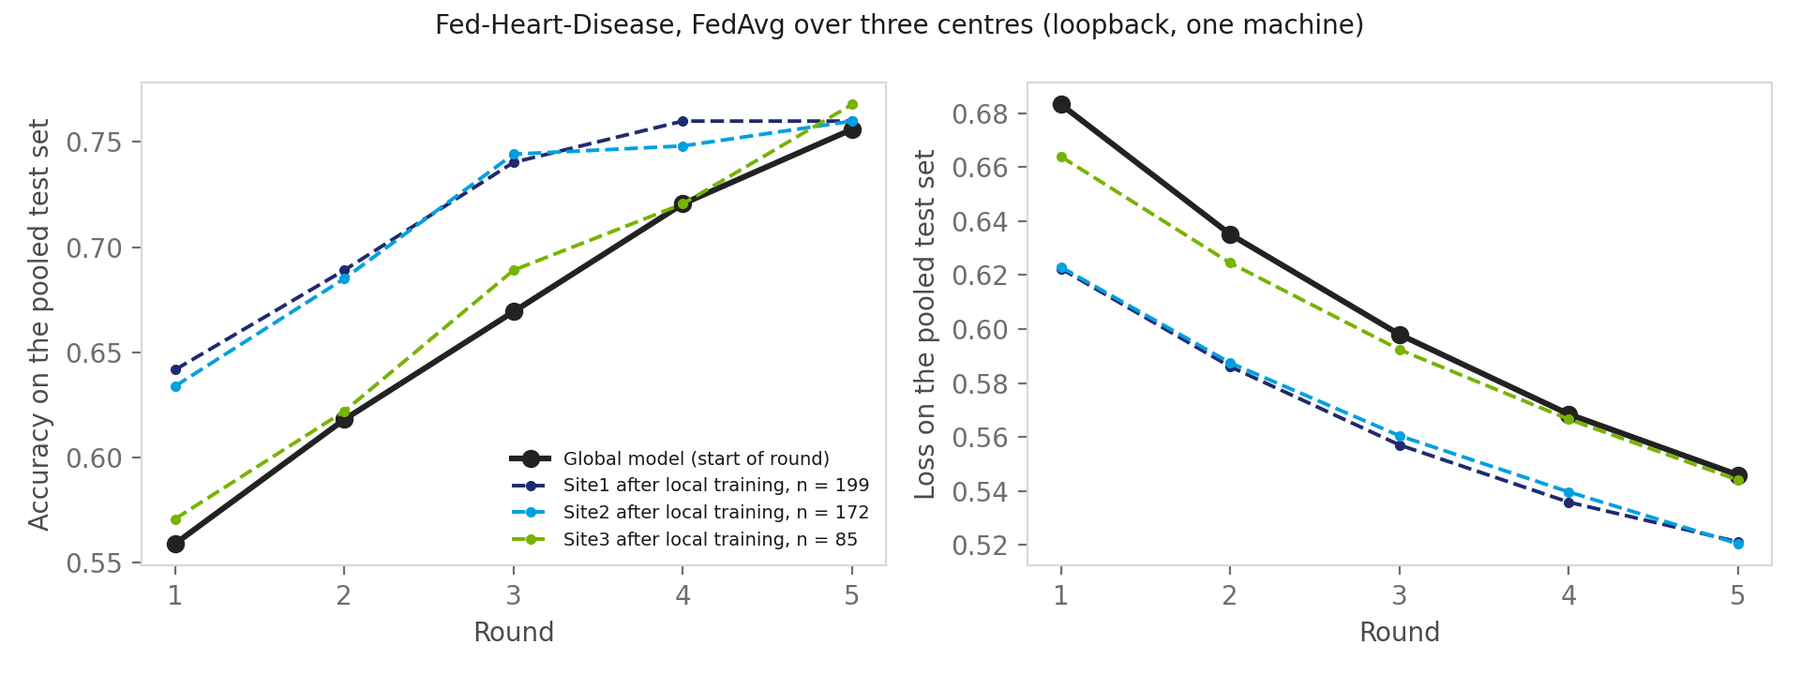 Fed-Heart-Disease, FedAvg over three centres (loopback, one machine)
Accuracy on the pooled test set
0.75
0.70
0.65
0.60
0.55
1 2 3 4 5
Round
Global model (start of round)
Site1 after local training, n = 199
Site2 after local training, n = 172
Site3 after local training, n = 85
Loss on the pooled test set
0.68
0.66
0.64
0.62
0.60
0.58
0.56
0.54
0.52
1 2 3 4 5
Round